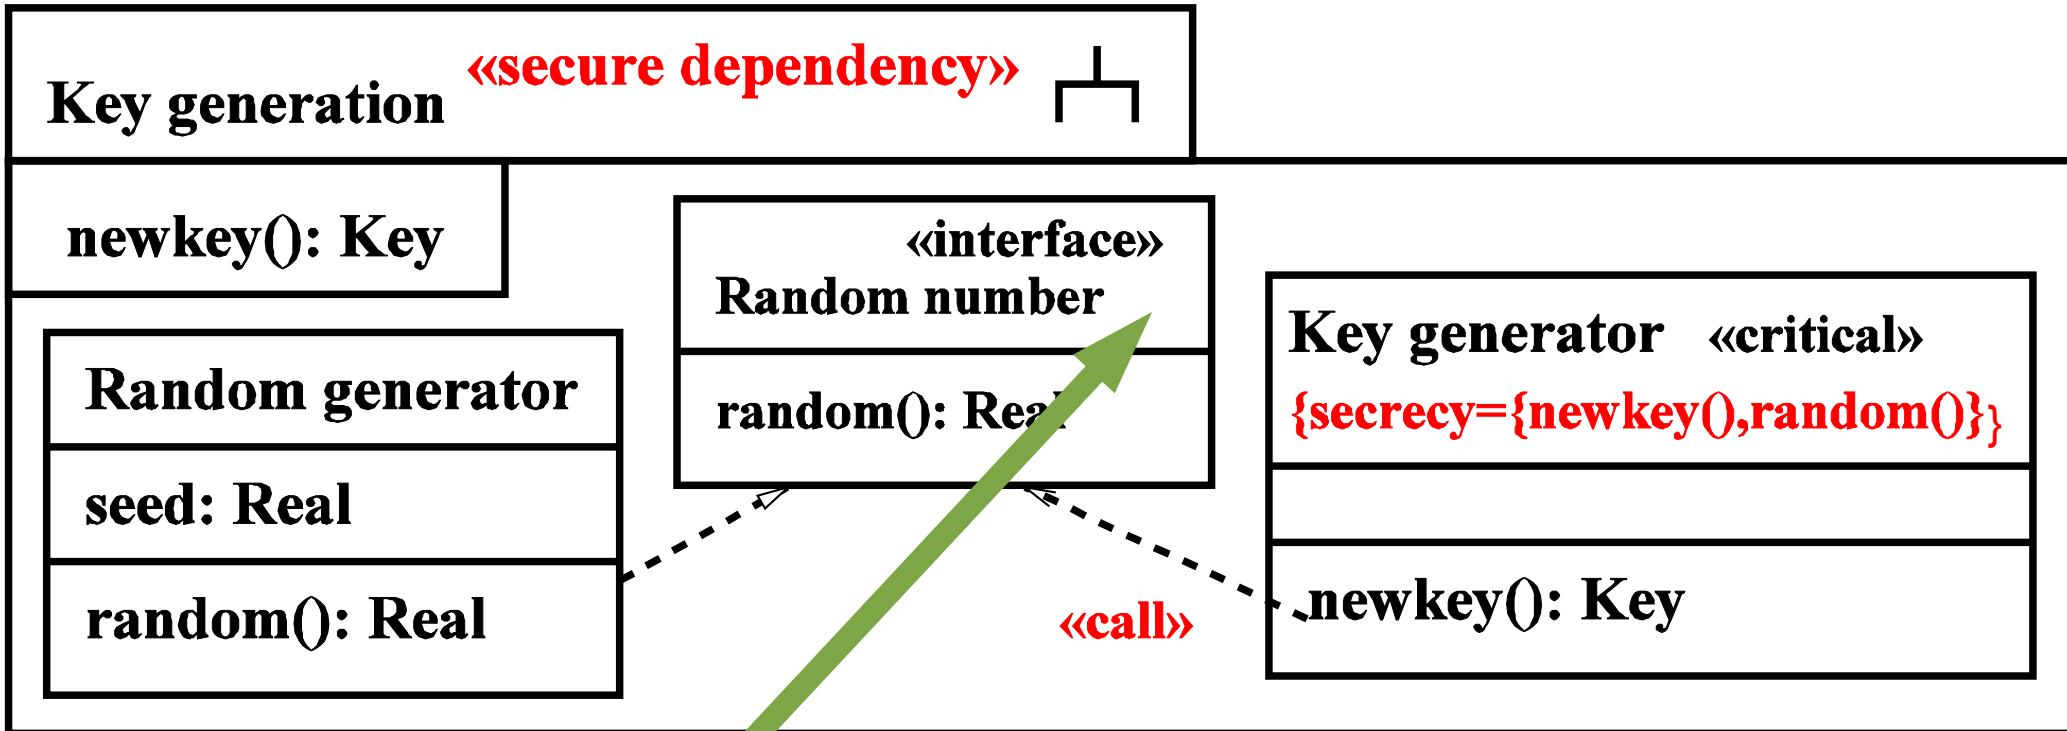 Key generation «secure dependency»
newkey(): Key
«interface»
Random number
random(): Real
Random generator
seed: Real
random(): Real
Key generator «critical»
{secrecy={newkey(),random()}}
newkey(): Key
«call»